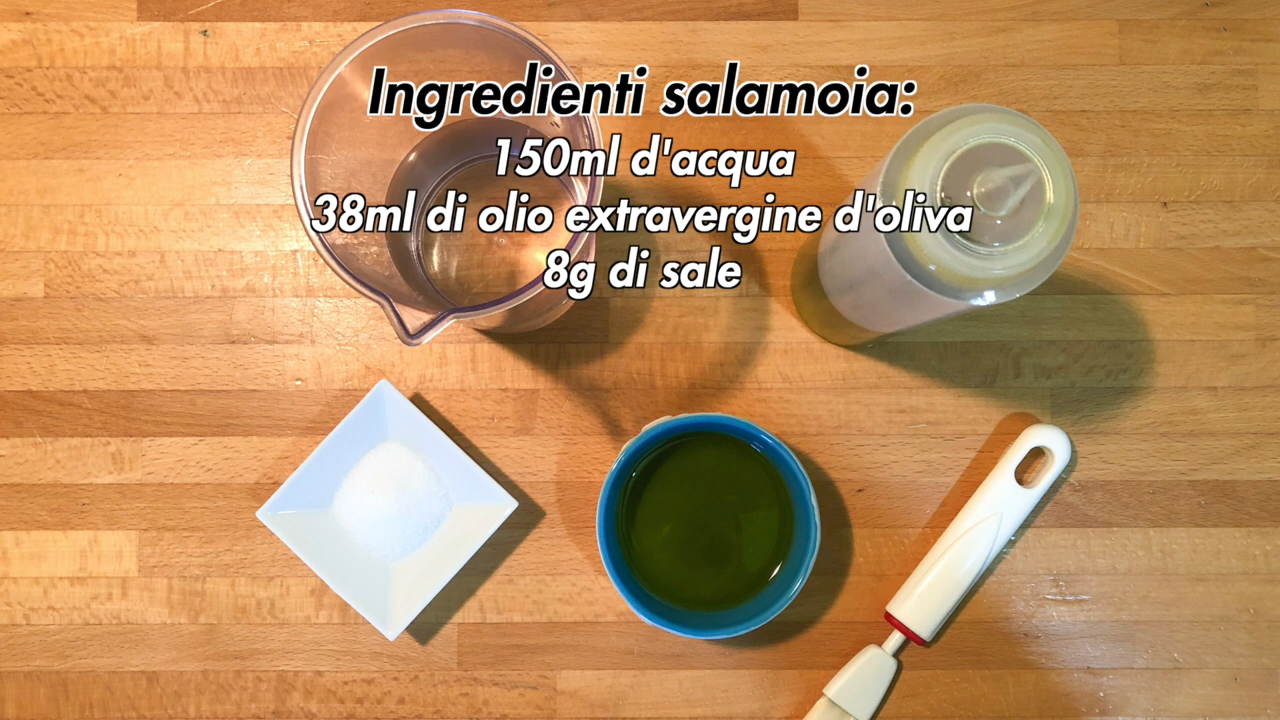 Ingredienti salamoia:
150ml d'acqua
38ml di olio extravergine d'oliva
8g di sale